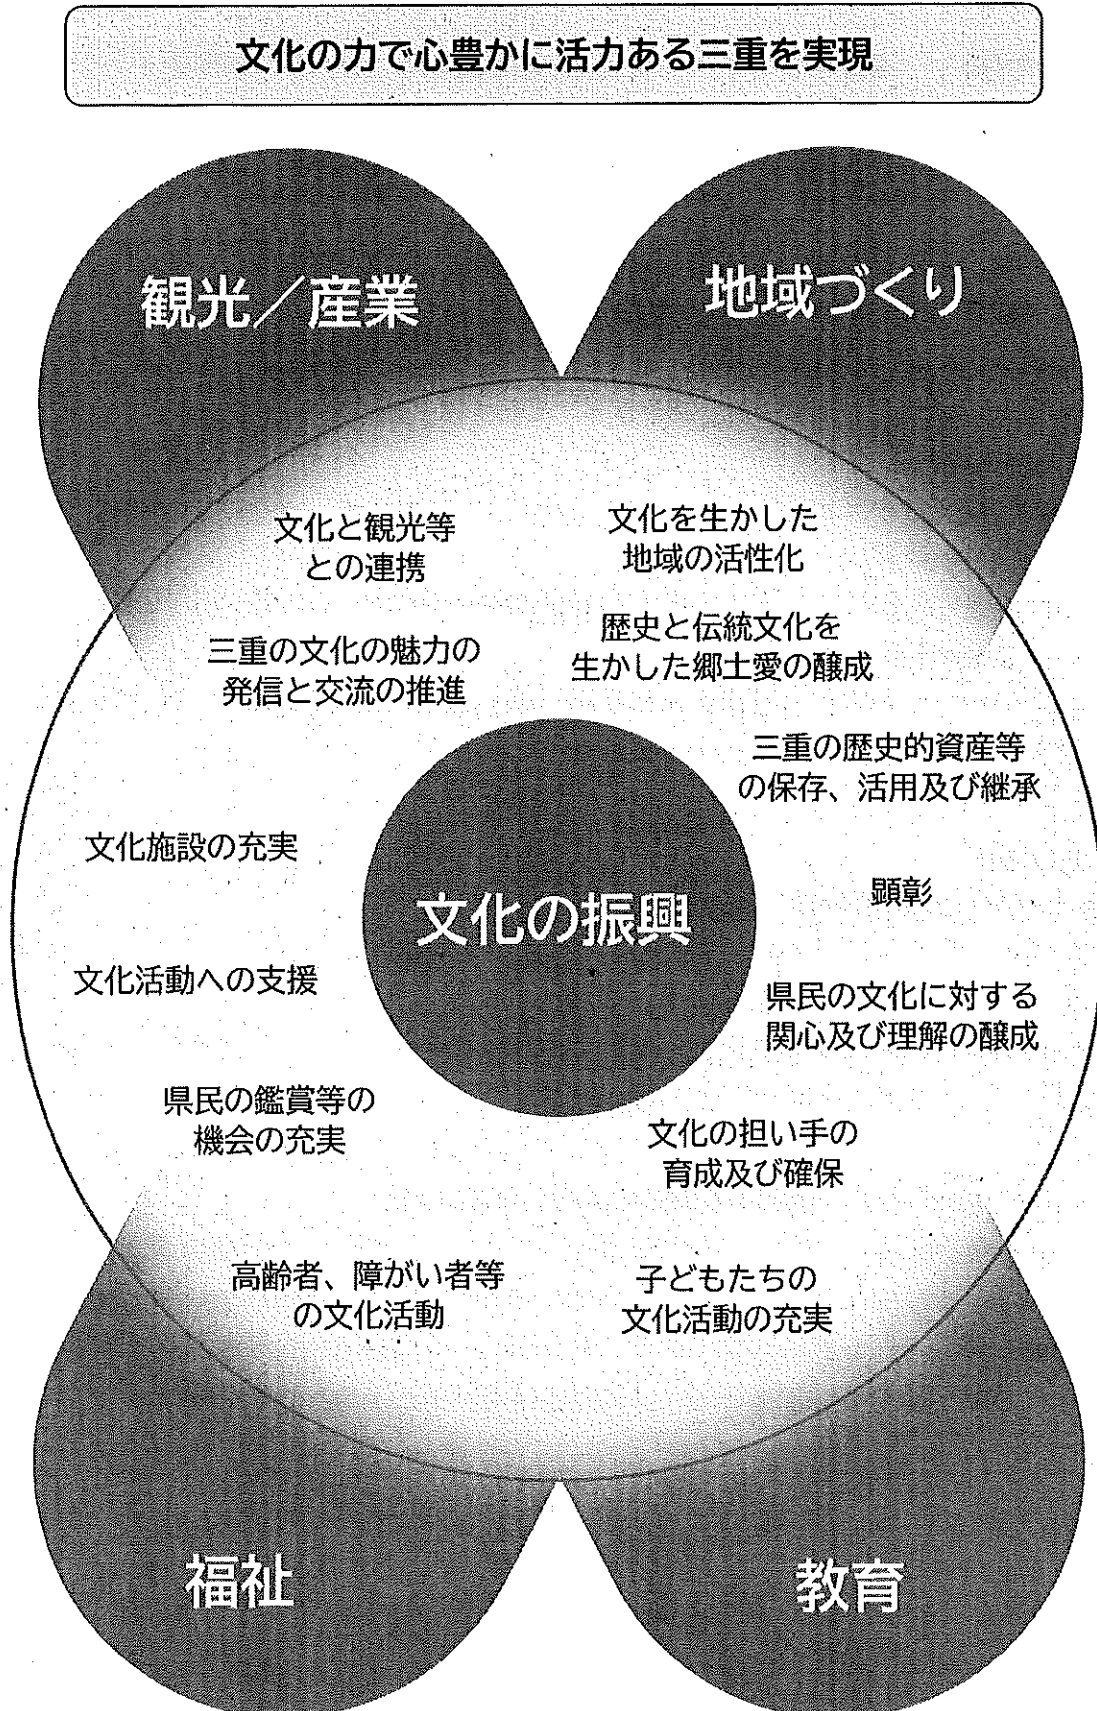 文化の力で心豊かに活力ある三重を実現
観光／産業
地域づくり
文化と観光等
との連携
文化を生かした
地域の活性化
三重の文化の魅力の
発信と交流の推進
歴史と伝統文化を
生かした郷土愛の醸成
三重の歴史的資産等
の保存、活用及び継承
文化施設の充実
顕彰
文化の振興
文化活動への支援
県民の文化に対する
関心及び理解の醸成
県民の鑑賞等の
機会の充実
文化の担い手の
育成及び確保
高齢者、障がい者等
の文化活動
子どもたちの
文化活動の充実
福祉
教育